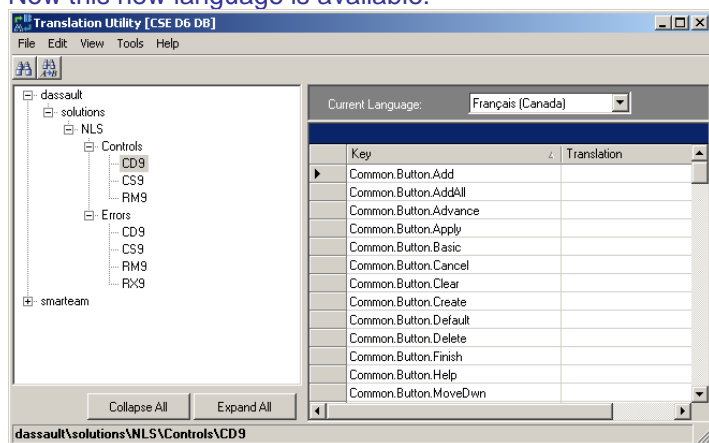 Now this new language is available.
Translation Utility [CSE D6 DB]
File Edit View Tools Help
A+B
dassault
solutions
NLS
Controls
CD9
CS9
RM9
Errors
CD9
CS9
RM9
RX9
smarteam
Collapse All Expand All
Current Language: Français (Canada)
Key Translation
Common.Button.Add
Common.Button.AddAll
Common.Button.Advance
Common.Button.Apply
Common.Button.Basic
Common.Button.Cancel
Common.Button.Clear
Common.Button.Create
Common.Button.Default
Common.Button.Delete
Common.Button.Finish
Common.Button.Help
Common.Button.MoveDwn
dassault\solutions\NLS\Controls\CD9